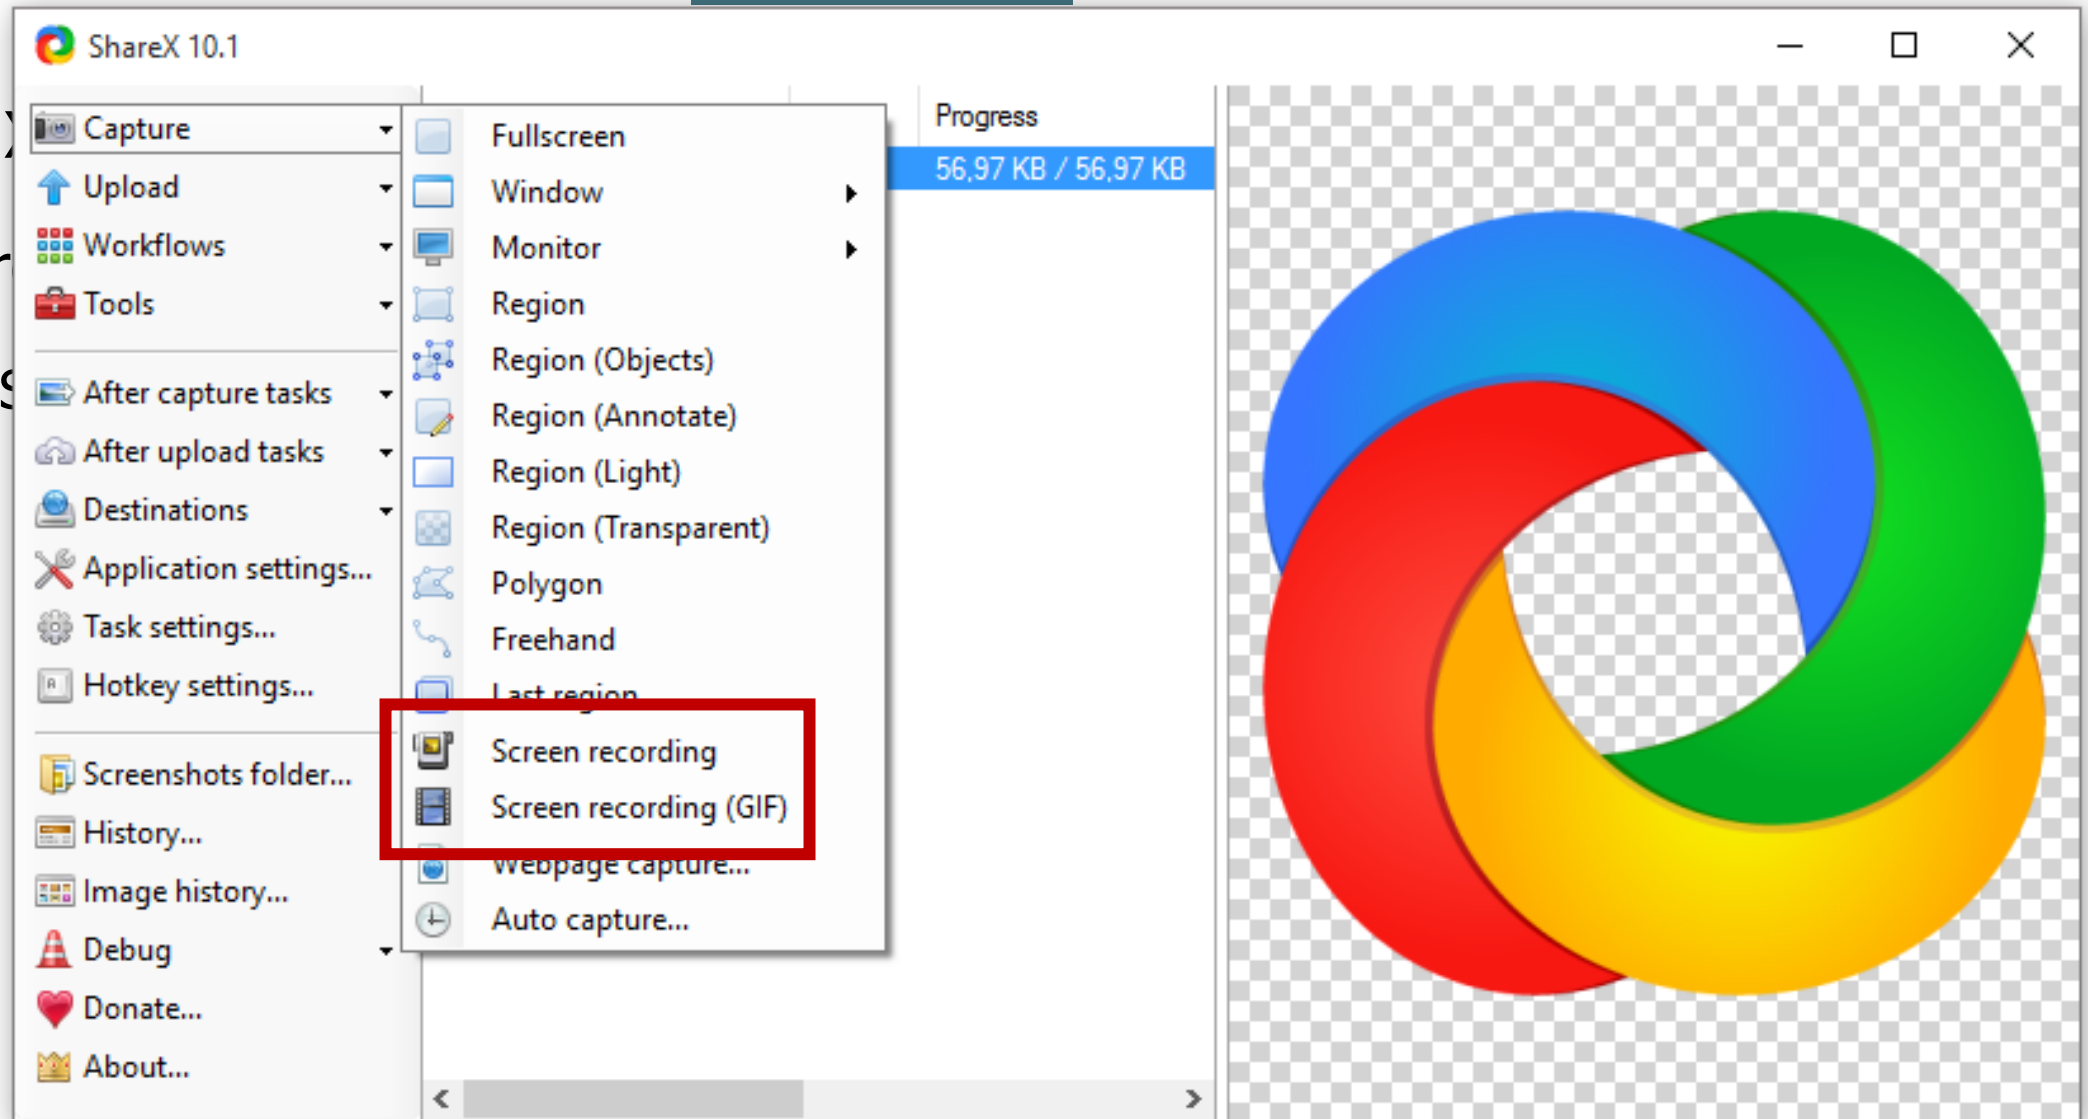 ShareX 10.1
Capture
Upload
Workflows
Tools
After capture tasks
After upload tasks
Destinations
Application settings...
Task settings...
Hotkey settings...
Screenshots folder...
History...
Image history...
Debug
Donate...
About...
Fullscreen
Window
Monitor
Region
Region (Objects)
Region (Annotate)
Region (Light)
Region (Transparent)
Polygon
Freehand
Last region
Screen recording
Screen recording (GIF)
Webpage capture...
Auto capture...
Progress
56,97 KB / 56,97 KB